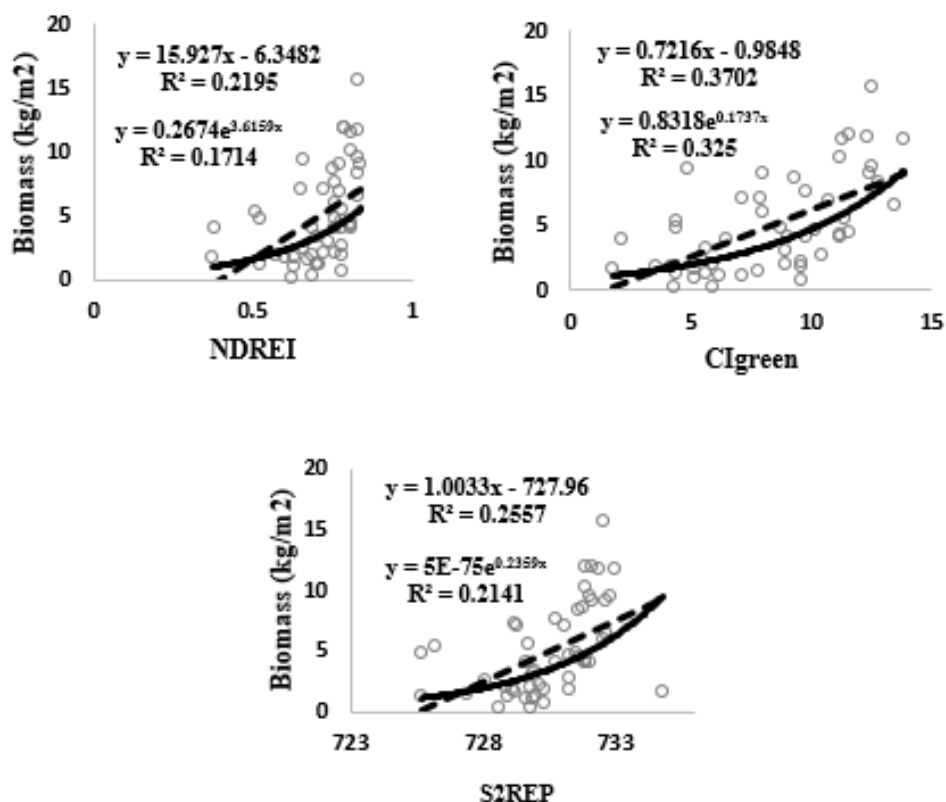 20
15
10
5
0
Biomass (kg/m2)
y = 15.927x - 6.3482
R² = 0.2195
y = 0.2674e^3.6159x
R² = 0.1714
0 0.5 1
NDREI
20
15
10
5
0
Biomass (kg/m2)
y = 0.7216x - 0.9848
R² = 0.3702
y = 0.8318e^0.1737x
R² = 0.325
0 5 10 15
CIgreen
20
15
10
5
0
Biomass (kg/m2)
y = 1.0033x - 727.96
R² = 0.2557
y = 5E-75e^0.2359x
R² = 0.2141
723 728 733
S2REP